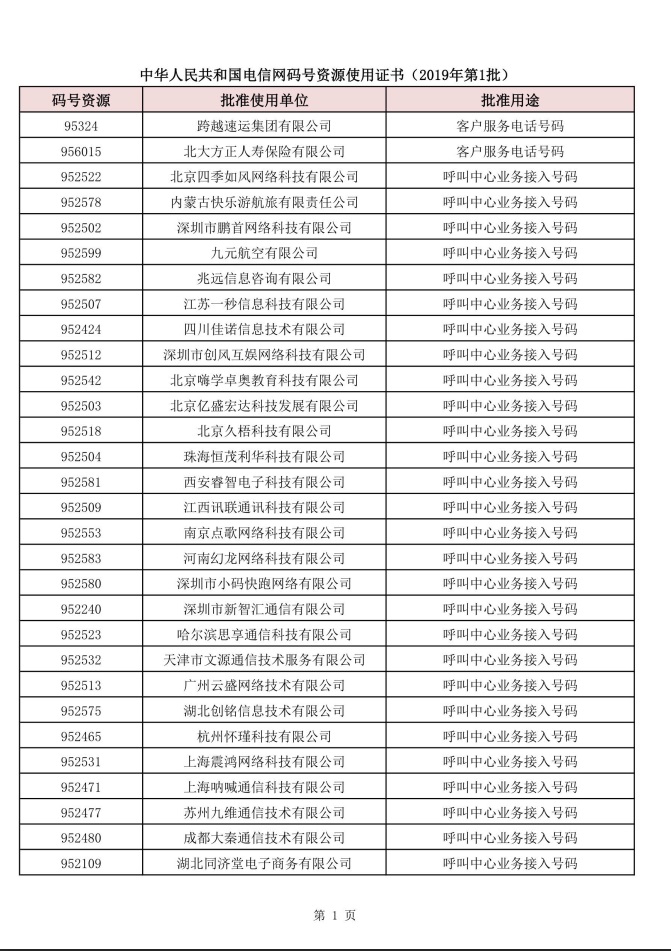 中华人民共和国电信网码号资源使用证书（2019年第1批）
码号资源 批准使用单位 批准用途
95324 跨越速运集团有限公司 客户服务电话号码
956015 北大方正人寿保险有限公司 客户服务电话号码
952522 北京四季如风网络科技有限公司 呼叫中心业务接入号码
952578 内蒙古快乐游航旅有限责任公司 呼叫中心业务接入号码
952502 深圳市鹏首网络科技有限公司 呼叫中心业务接入号码
952599 九元航空有限公司 呼叫中心业务接入号码
952582 兆远信息咨询有限公司 呼叫中心业务接入号码
952507 江苏一秒信息科技有限公司 呼叫中心业务接入号码
952424 四川佳诺信息技术有限公司 呼叫中心业务接入号码
952512 深圳市创风互娱网络科技有限公司 呼叫中心业务接入号码
952542 北京嗨学卓奥教育科技有限公司 呼叫中心业务接入号码
952503 北京亿盛宏达科技发展有限公司 呼叫中心业务接入号码
952518 北京久梧科技有限公司 呼叫中心业务接入号码
952504 珠海恒茂利华科技有限公司 呼叫中心业务接入号码
952581 西安睿智电子科技有限公司 呼叫中心业务接入号码
952509 江西讯联通讯科技有限公司 呼叫中心业务接入号码
952553 南京点歌网络科技有限公司 呼叫中心业务接入号码
952583 河南幻龙网络科技有限公司 呼叫中心业务接入号码
952580 深圳市小码快跑网络有限公司 呼叫中心业务接入号码
952240 深圳市新智汇通信有限公司 呼叫中心业务接入号码
952523 哈尔滨思享通信科技有限公司 呼叫中心业务接入号码
952532 天津市文源通信技术服务有限公司 呼叫中心业务接入号码
952513 广州云盛网络技术有限公司 呼叫中心业务接入号码
952575 湖北创铭信息技术有限公司 呼叫中心业务接入号码
952465 杭州怀瑾科技有限公司 呼叫中心业务接入号码
952531 上海震鸿网络科技有限公司 呼叫中心业务接入号码
952471 上海呐喊通信科技有限公司 呼叫中心业务接入号码
952477 苏州九维通信技术有限公司 呼叫中心业务接入号码
952480 成都大秦通信技术有限公司 呼叫中心业务接入号码
952109 湖北同济堂电子商务有限公司 呼叫中心业务接入号码
第 1 页